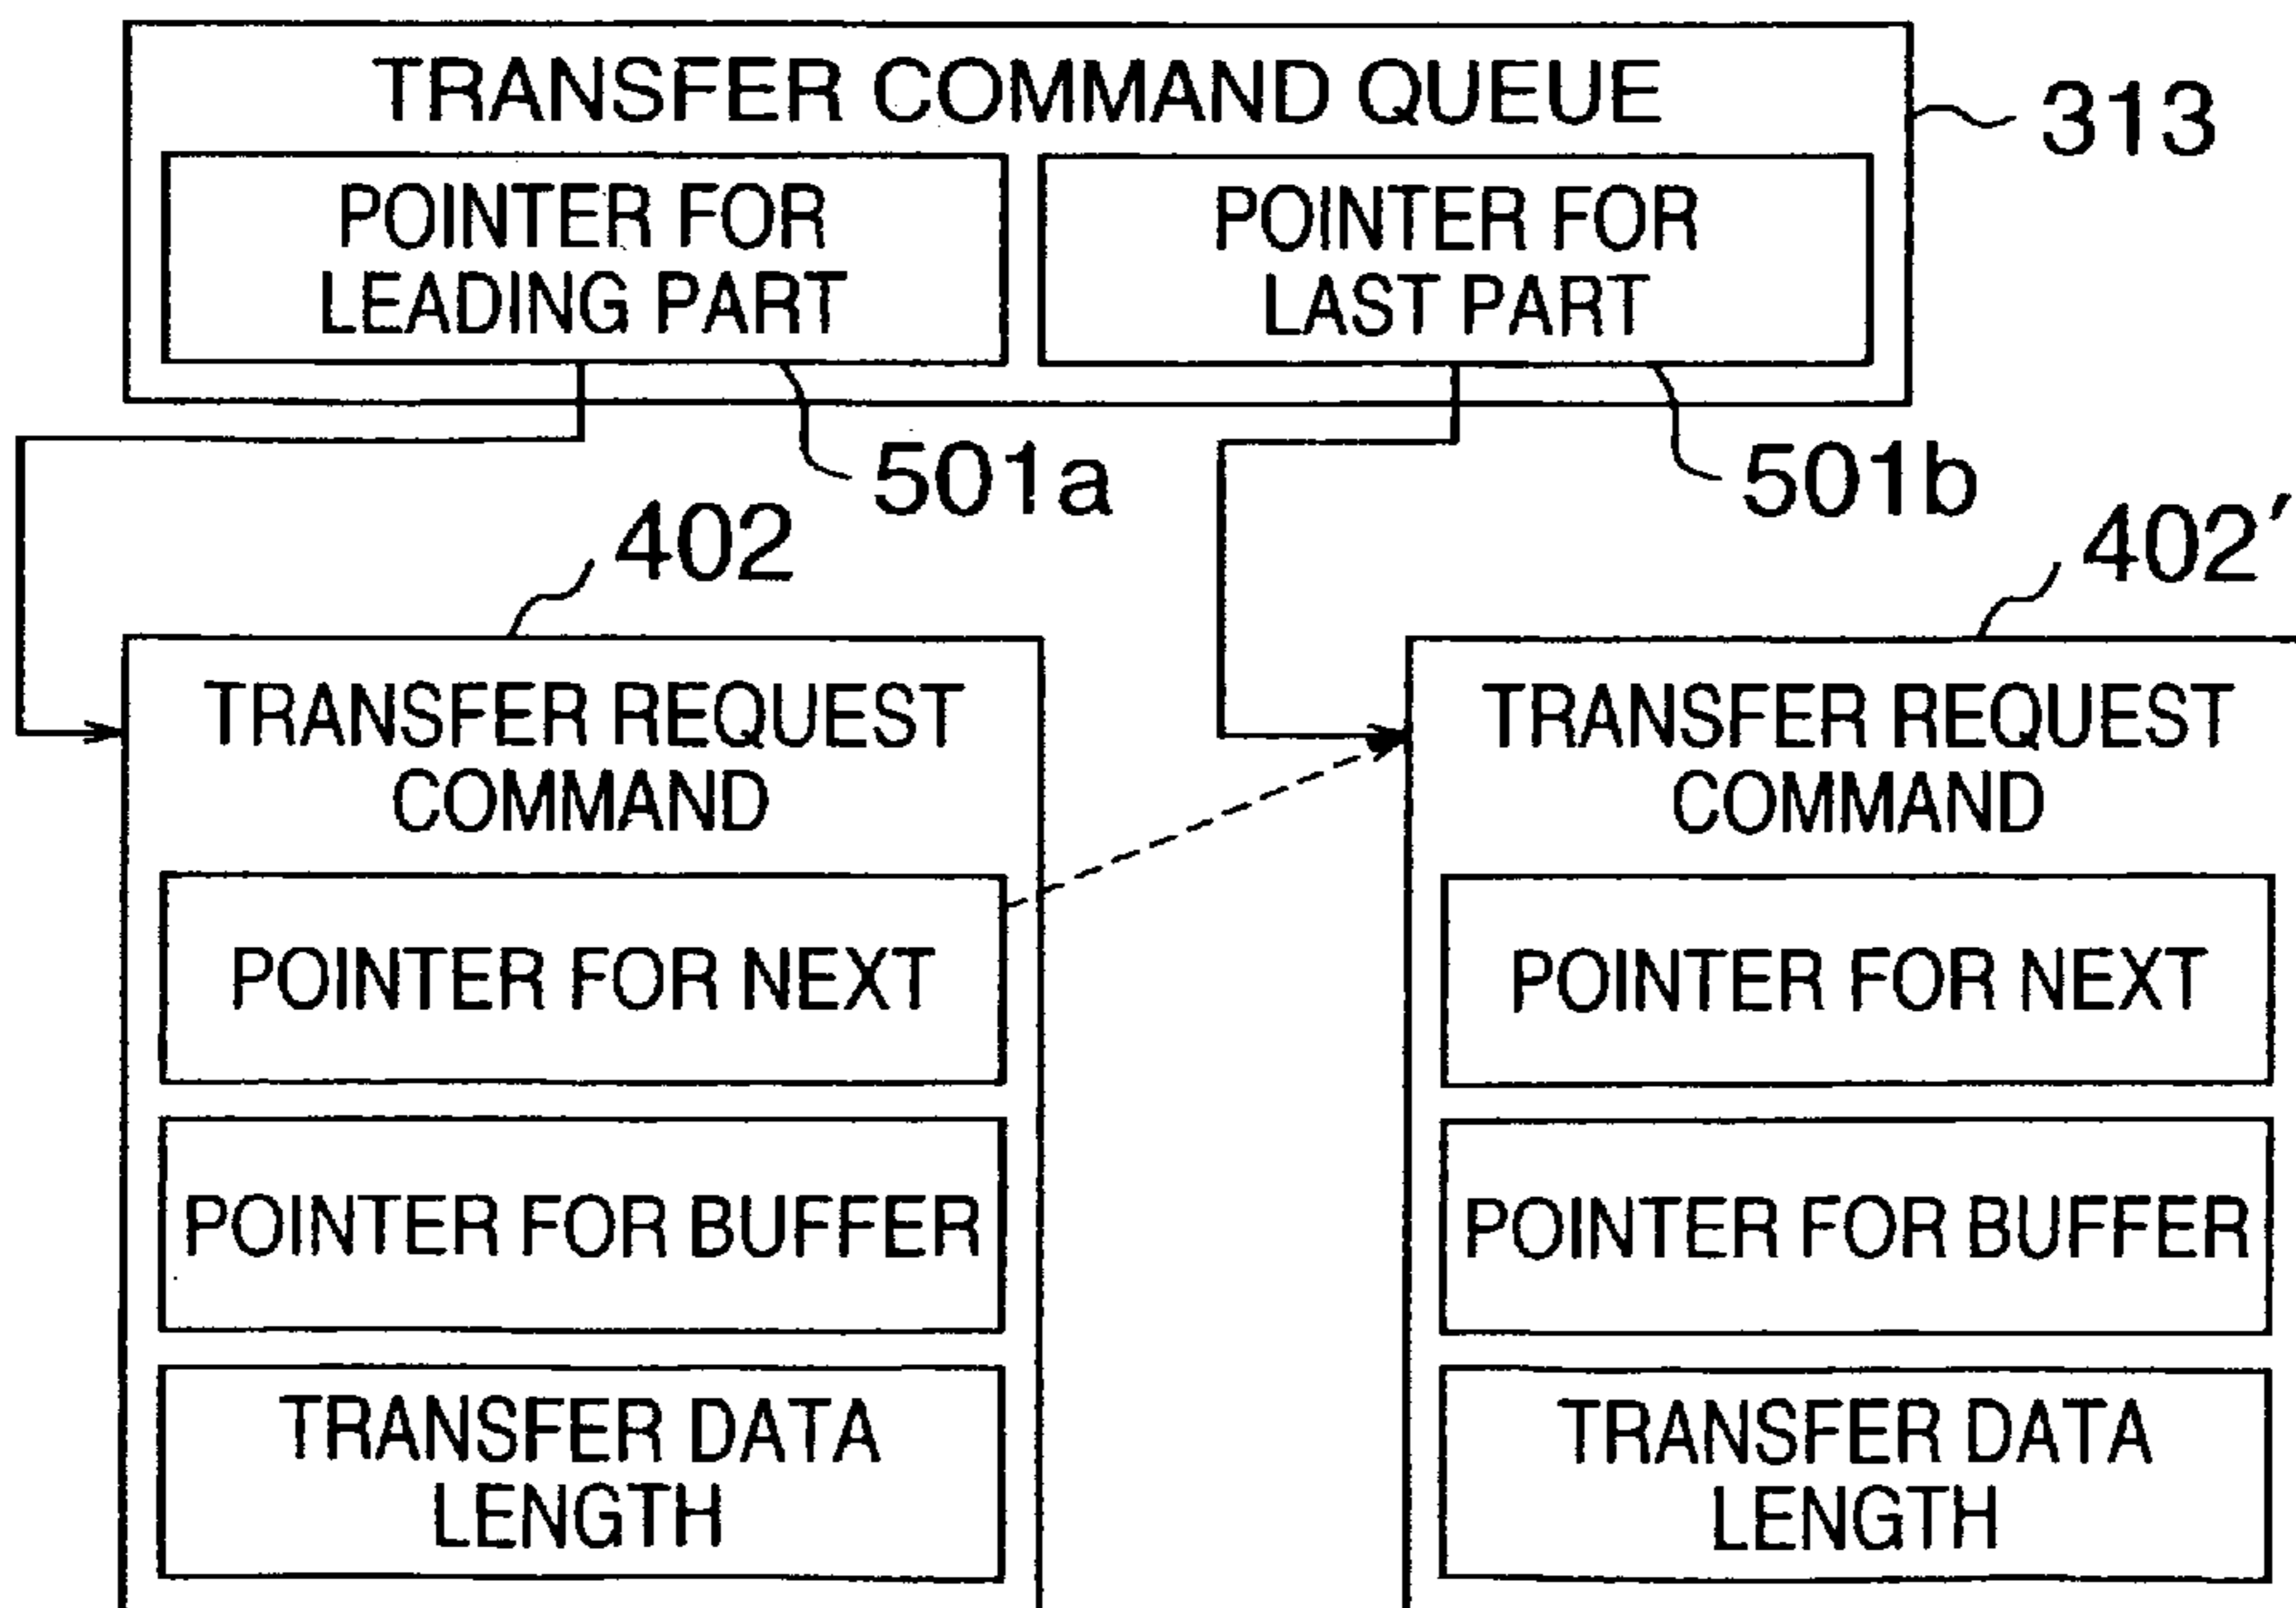 TRANSFER COMMAND QUEUE
313
POINTER FOR
LEADING PART
POINTER FOR
LAST PART
501a
501b
402
402′
TRANSFER REQUEST
COMMAND
POINTER FOR NEXT
POINTER FOR BUFFER
TRANSFER DATA
LENGTH
TRANSFER REQUEST
COMMAND
POINTER FOR NEXT
POINTER FOR BUFFER
TRANSFER DATA
LENGTH